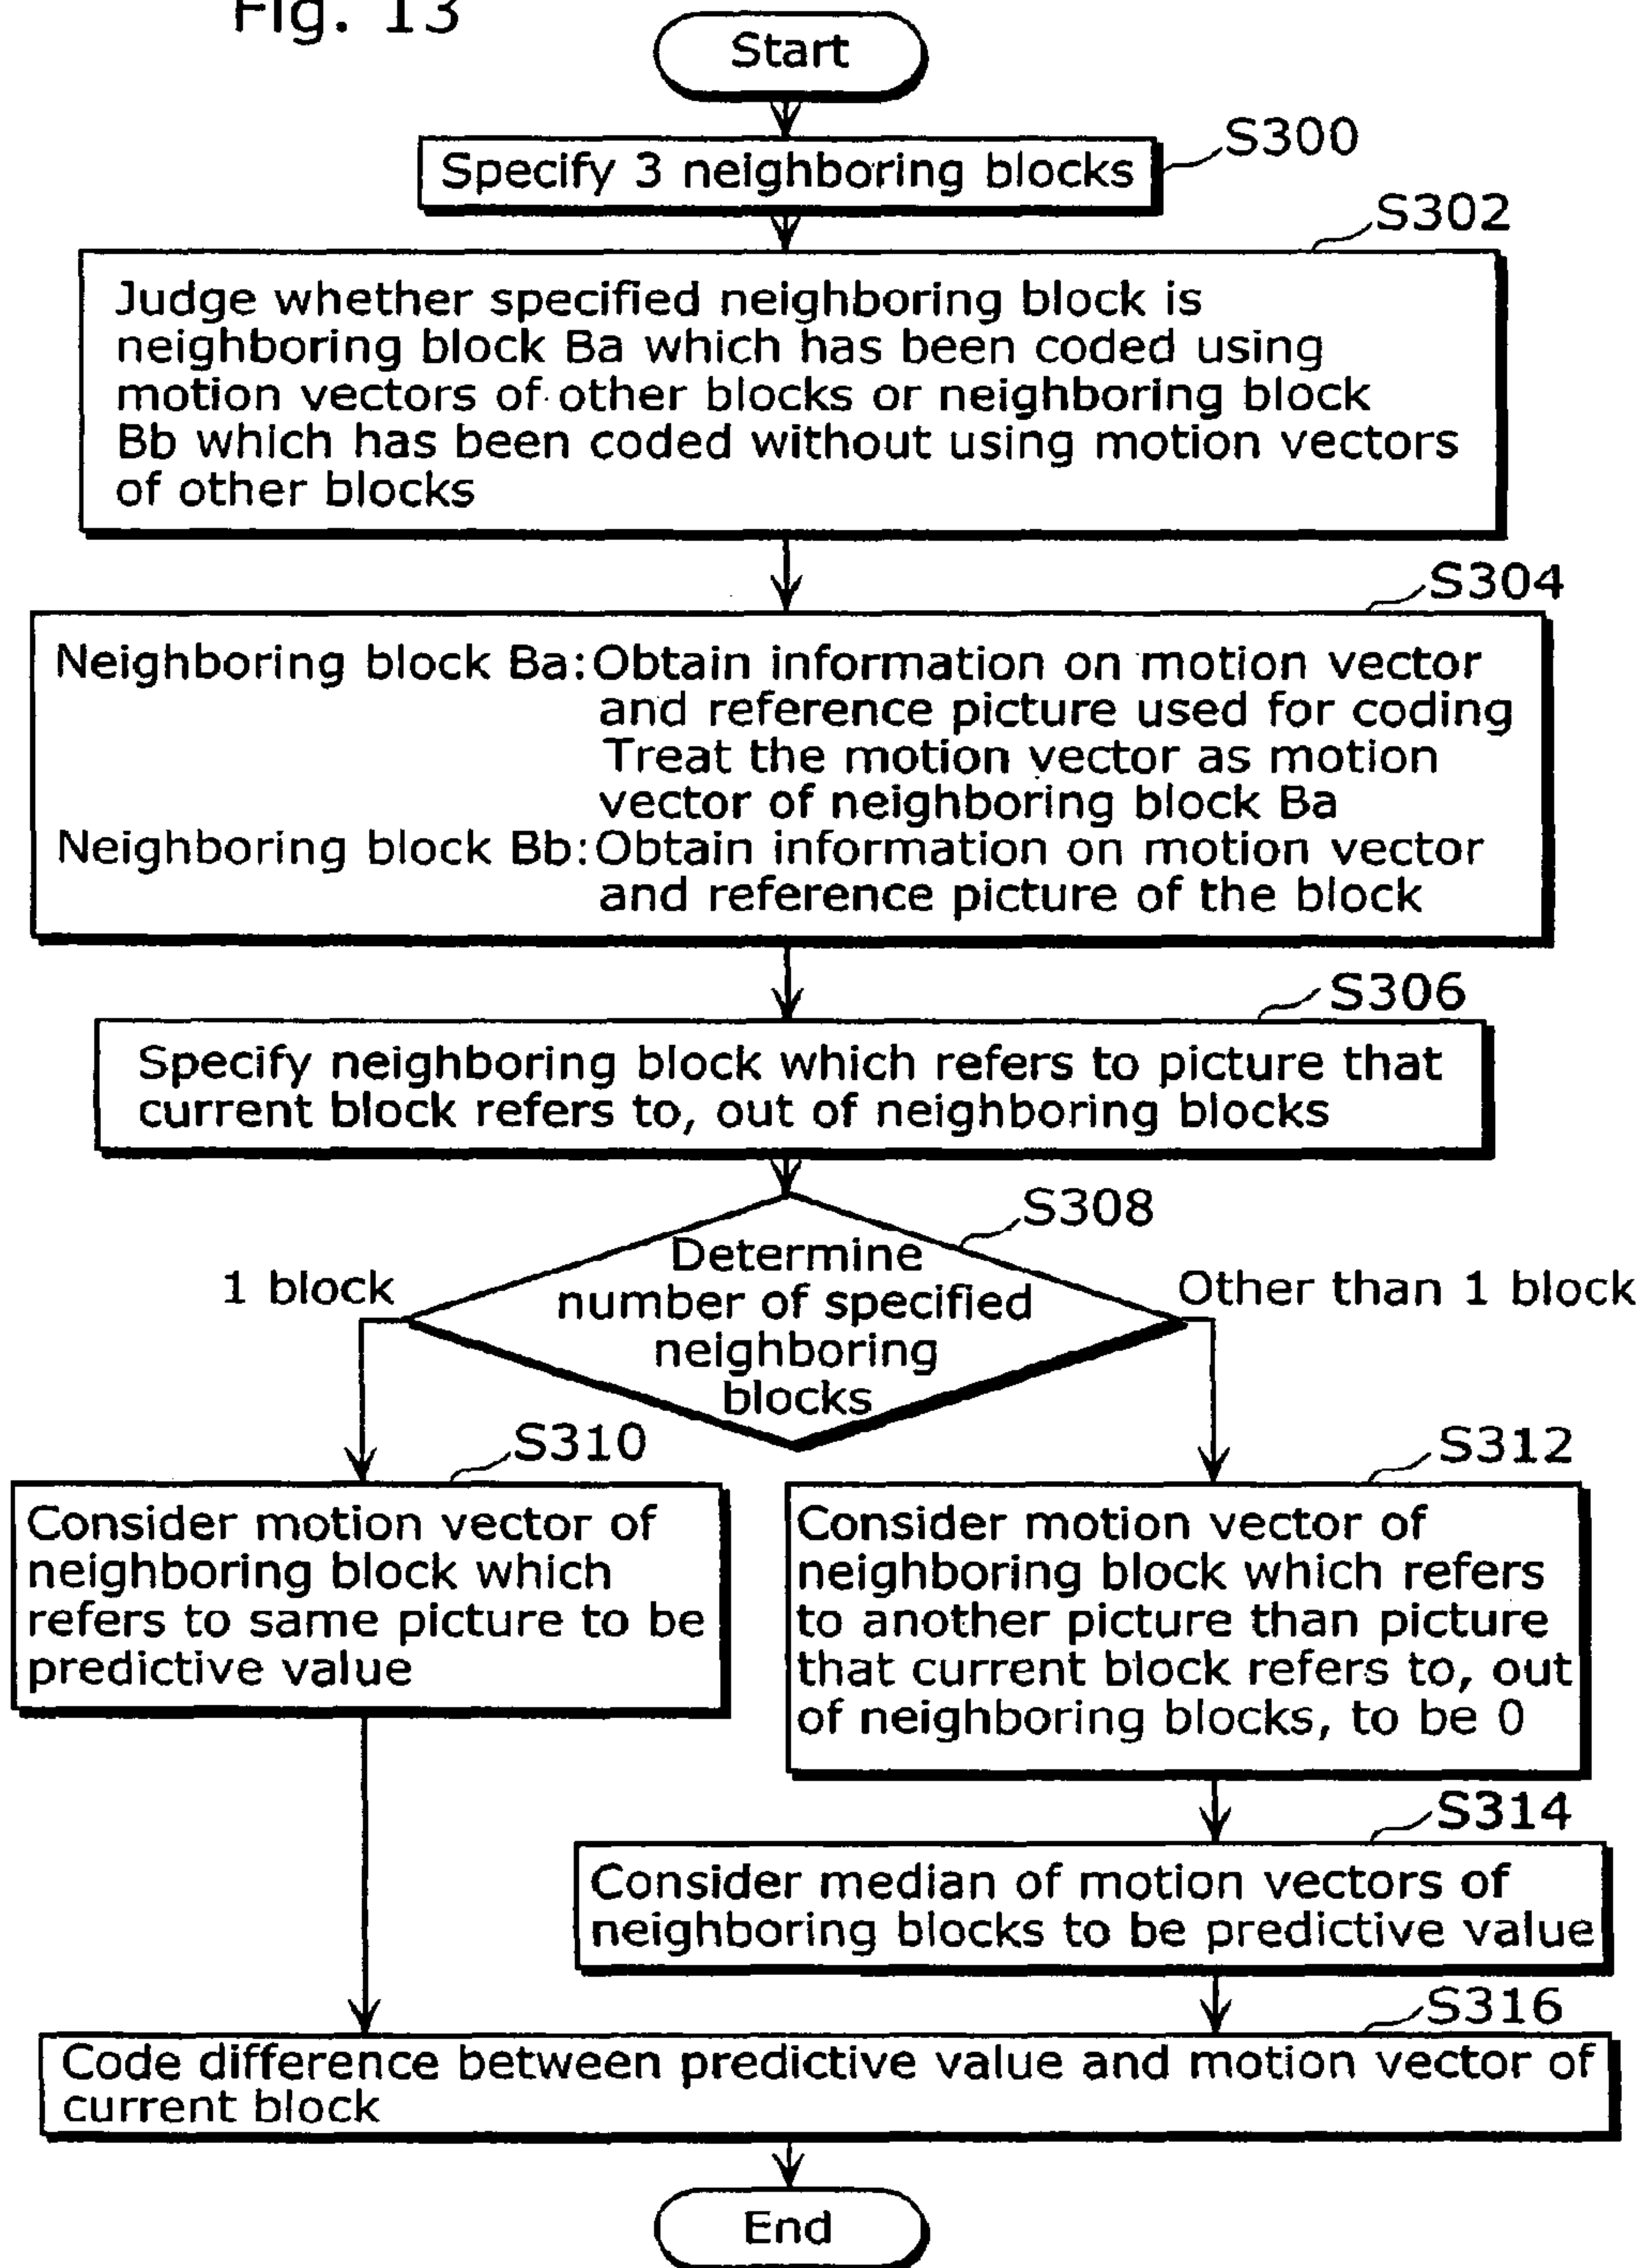 Fig. 13
Start
S300
Specify 3 neighboring blocks
S302
Judge whether specified neighboring block is
neighboring block Ba which has been coded using
motion vectors of other blocks or neighboring block
Bb which has been coded without using motion vectors
of other blocks
S304
Neighboring block Ba:Obtain information on motion vector
and reference picture used for coding
Treat the motion vector as motion
vector of neighboring block Ba
Neighboring block Bb:Obtain information on motion vector
and reference picture of the block
S306
Specify neighboring block which refers to picture that
current block refers to, out of neighboring blocks
S308
Determine
number of specified
neighboring
blocks
1 block
Other than 1 block
S310
Consider motion vector of
neighboring block which
refers to same picture to be
predictive value
S312
Consider motion vector of
neighboring block which refers
to another picture than picture
that current block refers to, out
of neighboring blocks, to be 0
S314
Consider median of motion vectors of
neighboring blocks to be predictive value
S316
Code difference between predictive value and motion vector of
current block
End